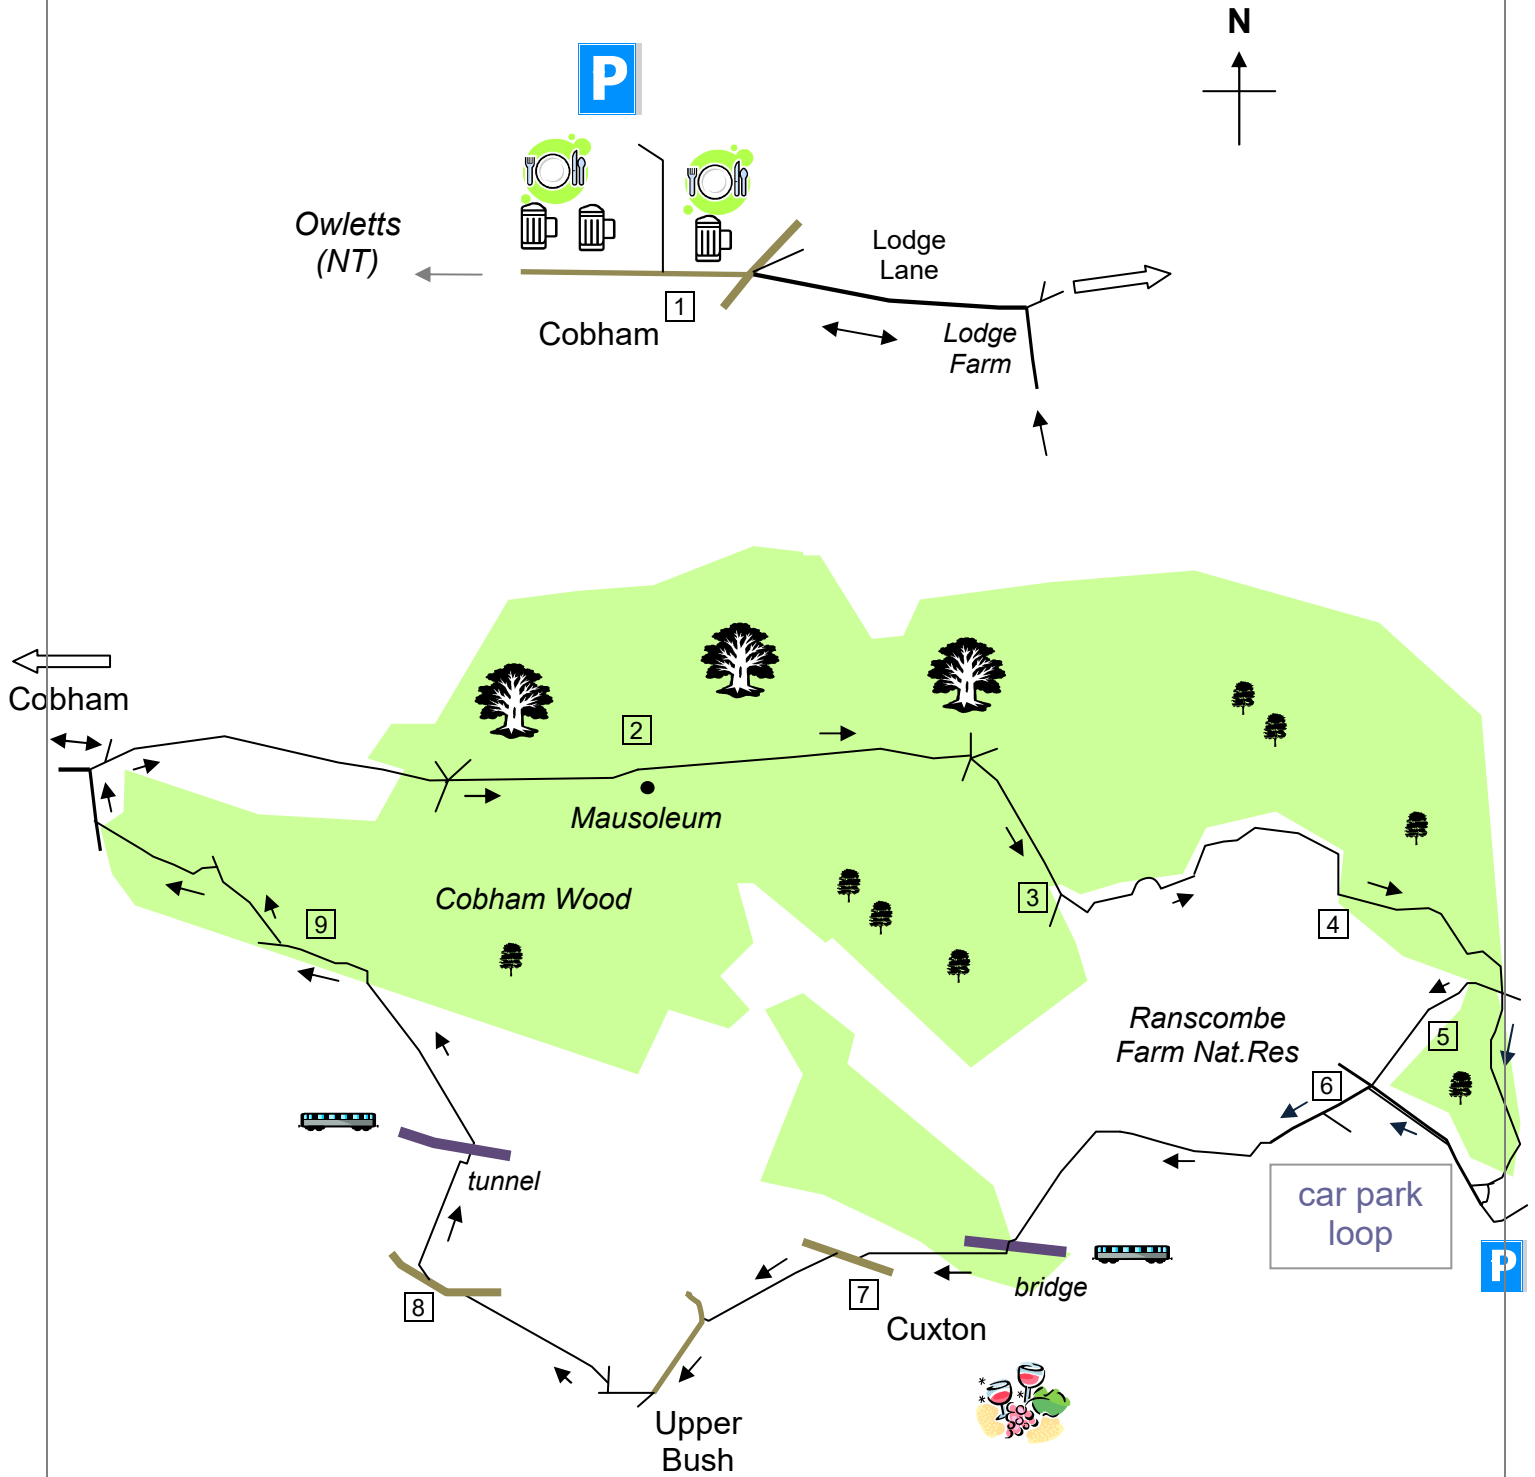 N
P
Owletts
(NT)
Lodge
Lane
1
Cobham
Lodge
Farm
Cobham
2
Mausoleum
Cobham Wood
3
4
9
Ranscombe
Farm Nat.Res
5
6
tunnel
car park
loop
P
bridge
7
8
Cuxton
Upper
Bush